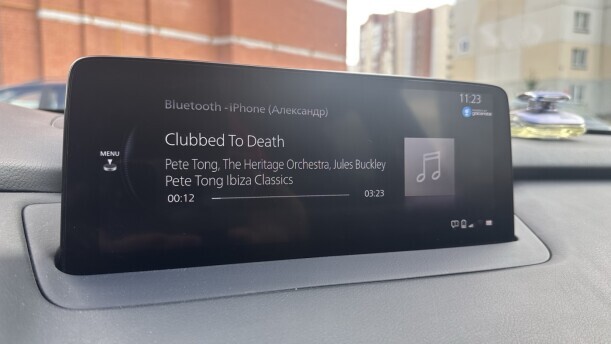 Bluetooth - iPhone (Александр)
11:23
Clubbed To Death
MENU
Pete Tong, The Heritage Orchestra, Jules Buckley
Pete Tong Ibiza Classics
00:12
03:23